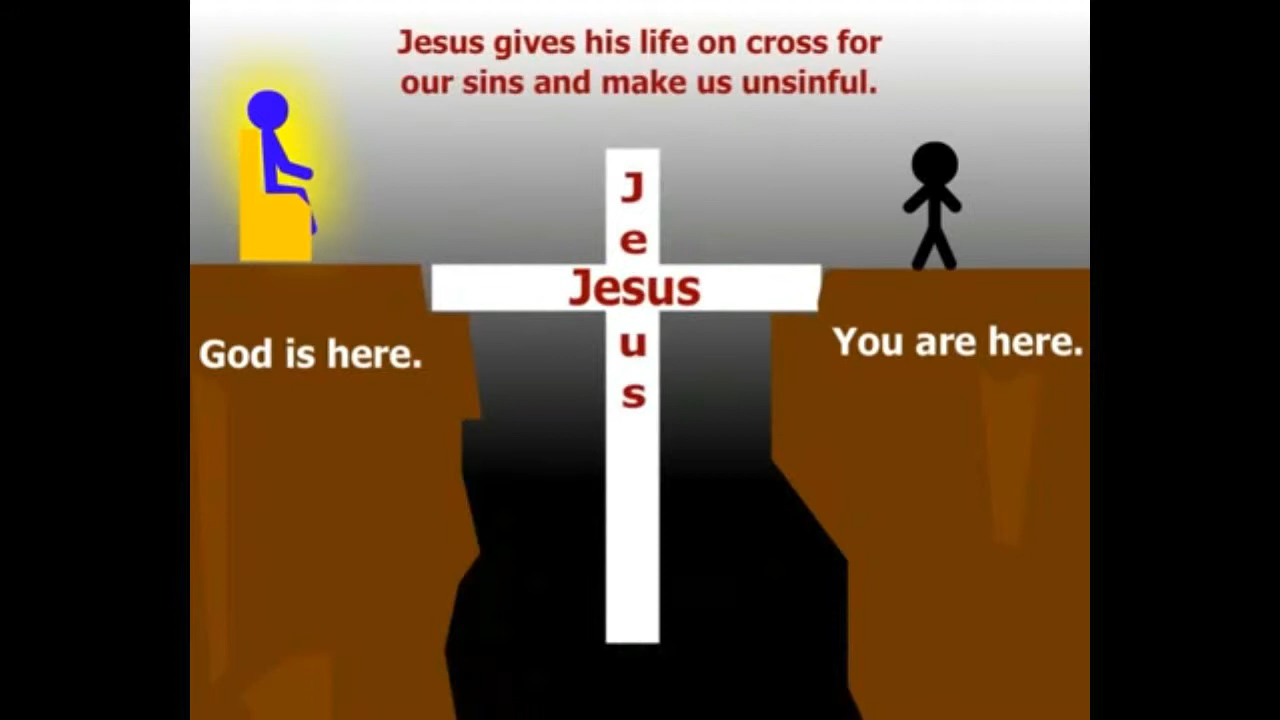 Jesus gives his life on cross for
our sins and make us unsinful.
J
e
Jesus
u
s
God is here.
You are here.